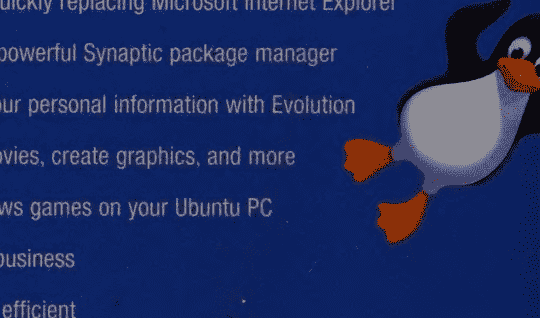 uickly replacing Microsoft Internet Explorer
powerful Synaptic package manager
our personal information with Evolution
ovies, create graphics, and more
ws games on your Ubuntu PC
business
efficient